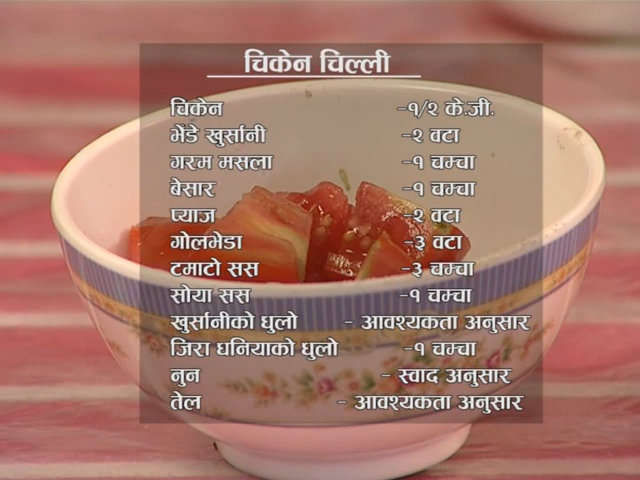 चिकेन चिल्ली
चिकेन -१/२ के.जी.
भेँडे खुर्सानी -२ वटा
गरम मसला -१ चम्चा
बेसार -१ चम्चा
प्याज -२ वटा
गोलभेडा -३ वटा
टमाटो सस -३ चम्चा
सोया सस -१ चम्चा
खुर्सानीको धुलो - आवश्यकता अनुसार
जिरा धनियाको धुलो -१ चम्चा
नुन - स्वाद अनुसार
तेल - आवश्यकता अनुसार